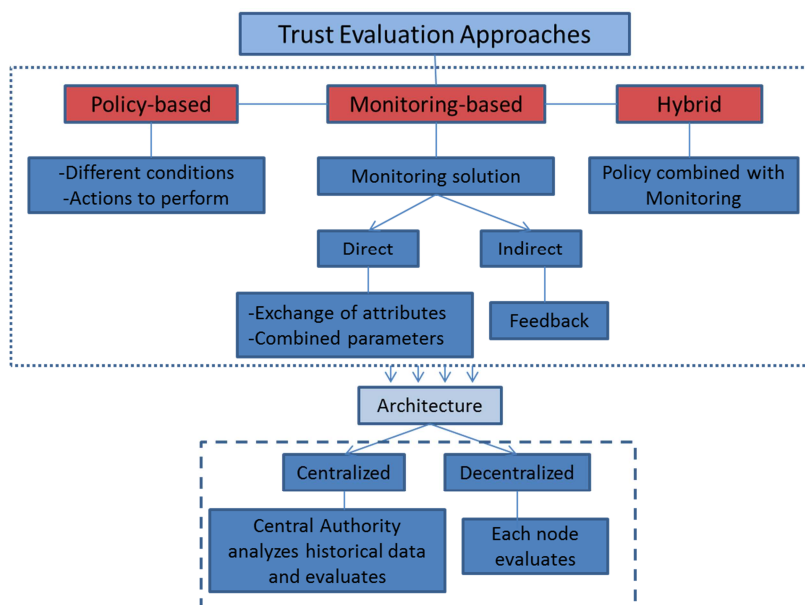 Trust Evaluation Approaches
Policy-based
Monitoring-based
Hybrid
-Different conditions
-Actions to perform
Monitoring solution
Policy combined with
Monitoring
Direct
Indirect
-Exchange of attributes
-Combined parameters
Feedback
Architecture
Centralized
Decentralized
Central Authority
analyzes historical data
and evaluates
Each node
evaluates